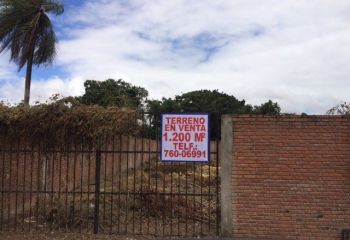 TERRENO
EN VENTA
1.200 M²
TELF.:
760-06991